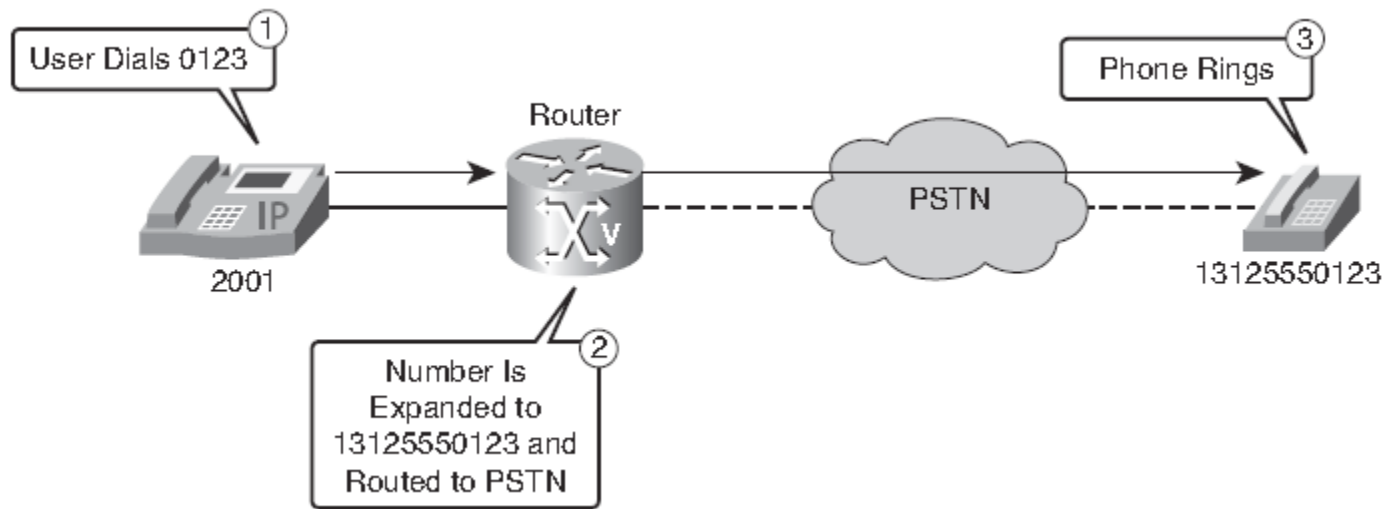 1
User Dials 0123
3
Phone Rings
Router
PSTN
IP
V
2001
13125550123
2
Number Is
Expanded to
13125550123 and
Routed to PSTN